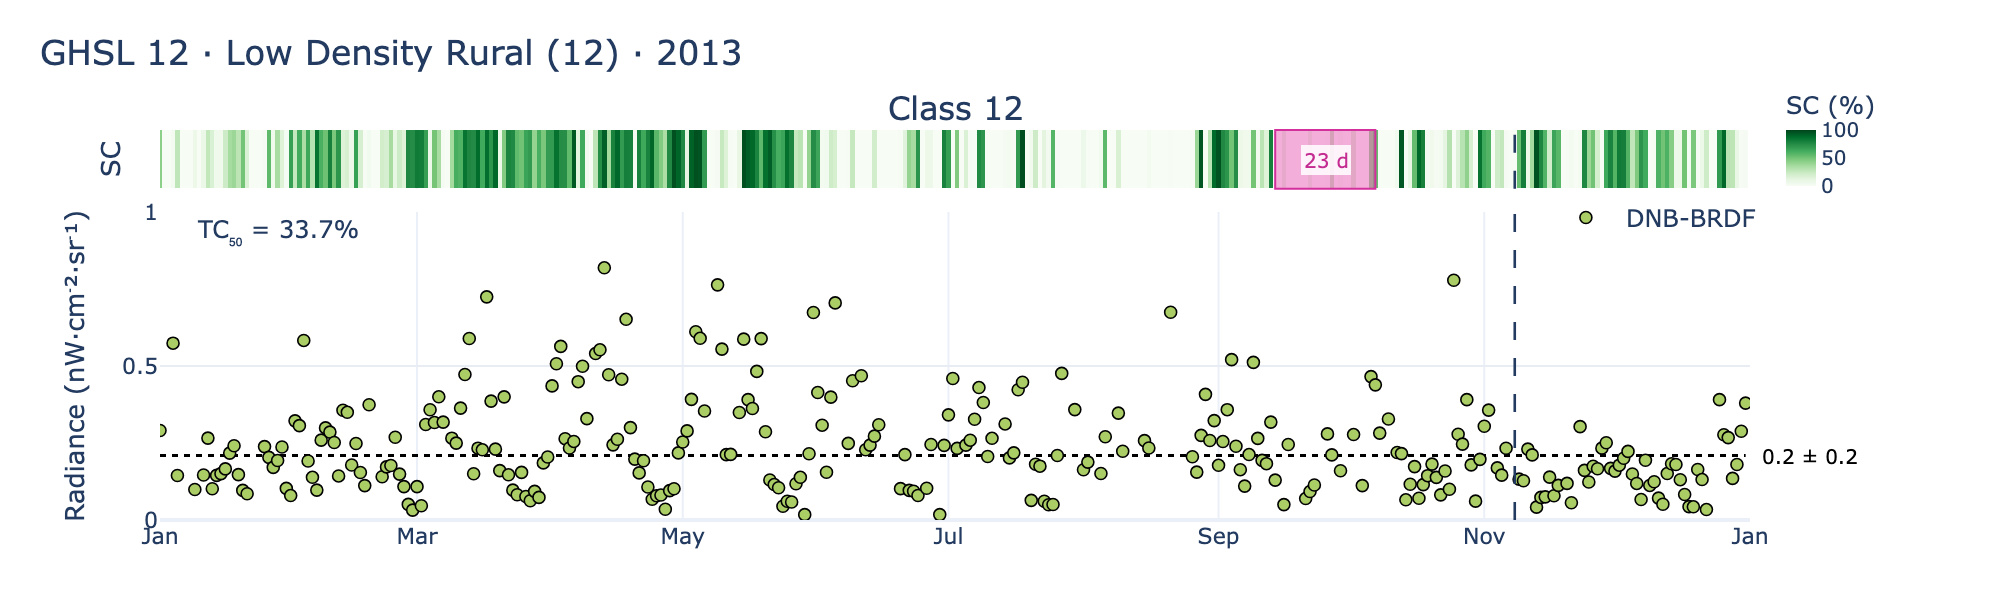 GHSL 12 · Low Density Rural (12) · 2013
Class 12
SC (%)
100
50
0
SC
23 d
TC₅₀ = 33.7%
DNB-BRDF
Radiance (nW·cm⁻²·sr⁻¹)
1
0.5
0
0.2 ± 0.2
Jan Mar May Jul Sep Nov Jan